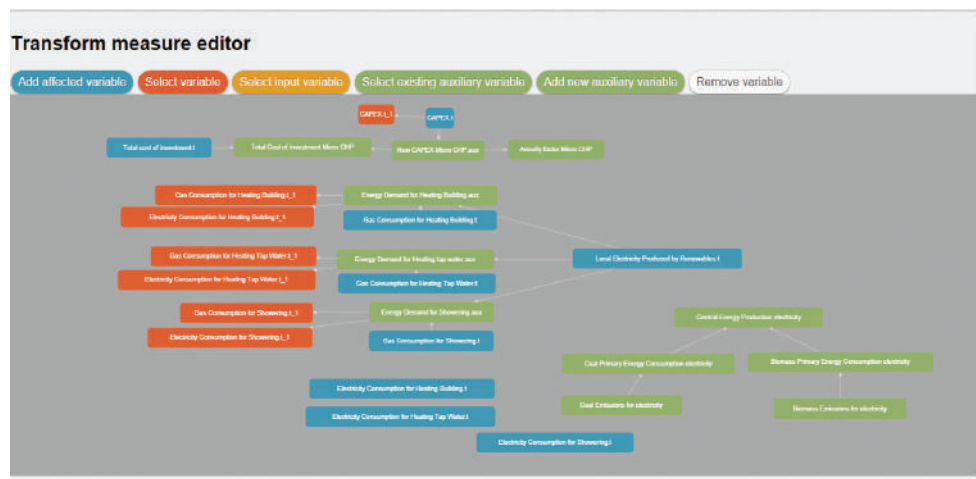 Transform measure editor
Add affected variable
Select variable
Select input variable
Select existing auxiliary variable
Add new auxiliary variable
Remove variable
CAPEX.t_1
CAPEX.t
Total cost of investment.t
Total Cost of Investment Micro CHP
New CAPEX Micro CHP.aux
Annuity factor Micro CHP
Gas Consumption for Heating Building.t_1
Energy Demand for Heating Building.aux
Electricity Consumption for Heating Building.t_1
Gas Consumption for Heating Building.t
Gas Consumption for Heating Tap Water.t_1
Energy Demand for Heating tap water.aux
Local Electricity Produced by Renewables.t
Electricity Consumption for Heating Tap Water.t_1
Gas Consumption for Heating Tap Water.t
Gas Consumption for Showering.t_1
Energy Demand for Showering.aux
Central Energy Production electricity
Electricity Consumption for Showering.t_1
Gas Consumption for Showering.t
Coal Primary Energy Consumption electricity
Biomass Primary Energy Consumption electricity
Electricity Consumption for Heating Building.t
Coal Emissions for electricity
Biomass Emissions for electricity
Electricity Consumption for Heating Tap Water.t
Electricity Consumption for Showering.t